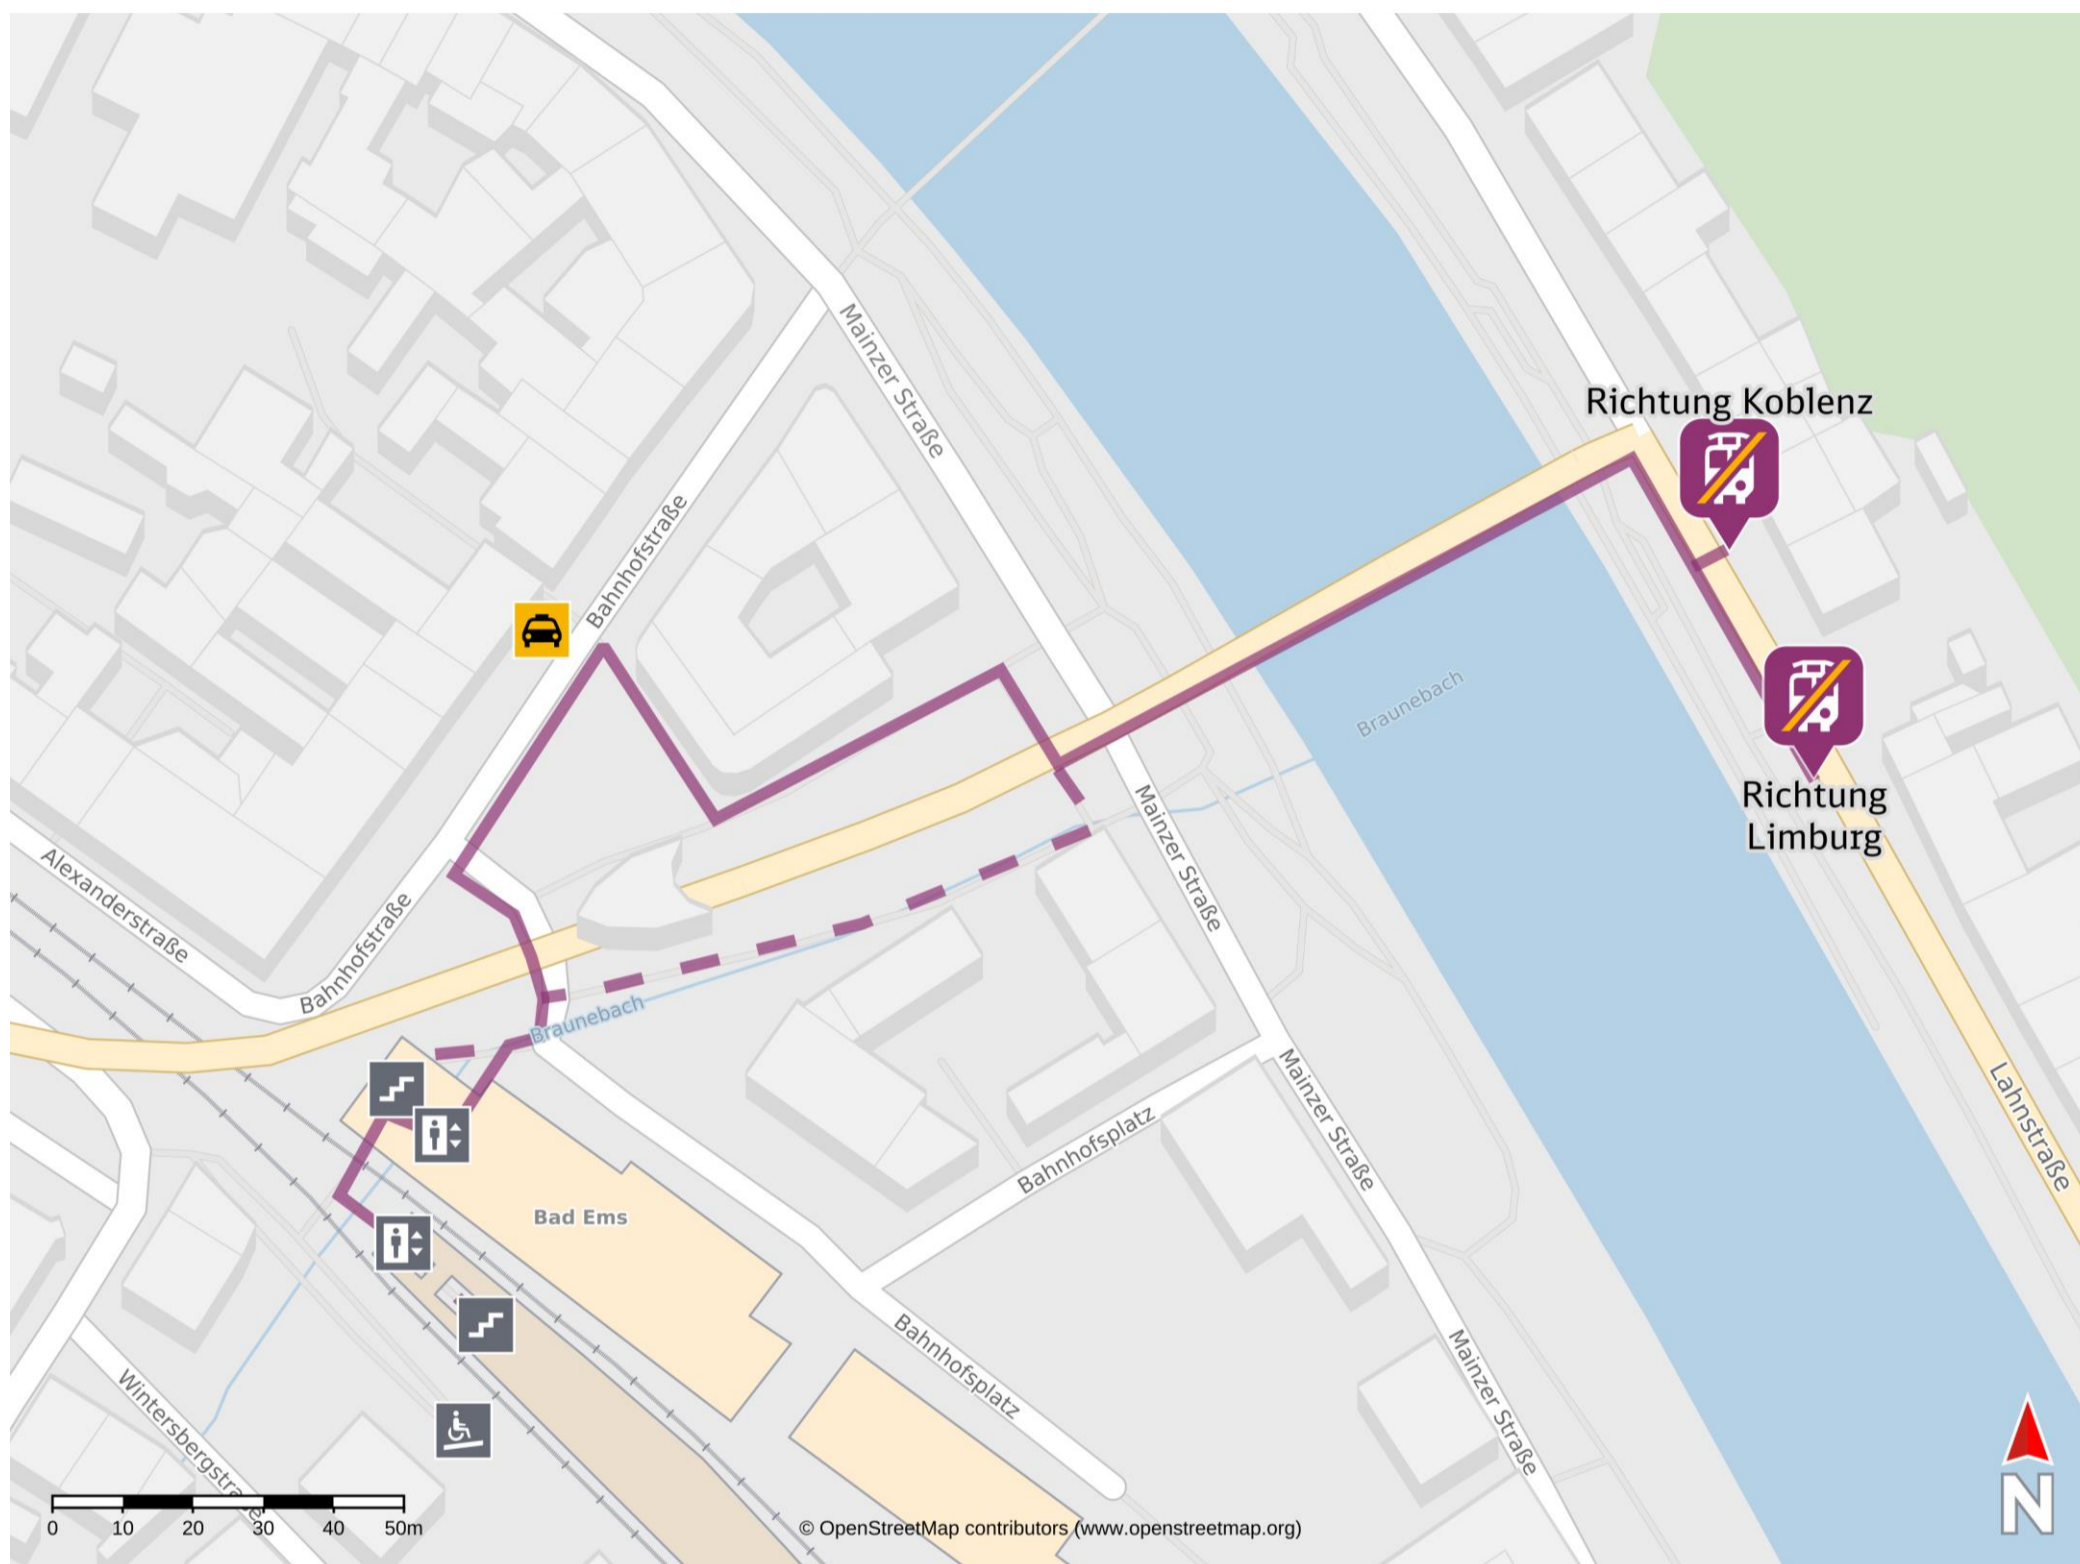 Mainzer Straße
Richtung Koblenz
Bahnhofstraße
Braunebach
Richtung
Limburg
Mainzer Straße
Alexanderstraße
Bahnhofstraße
Braunebach
Mainzer Straße
Lahnstraße
Bahnhofsplatz
Bad Ems
Bahnhofsplatz
Mainzer Straße
Wintersbergstraße
0 10 20 30 40 50m
© OpenStreetMap contributors (www.openstreetmap.org)
N